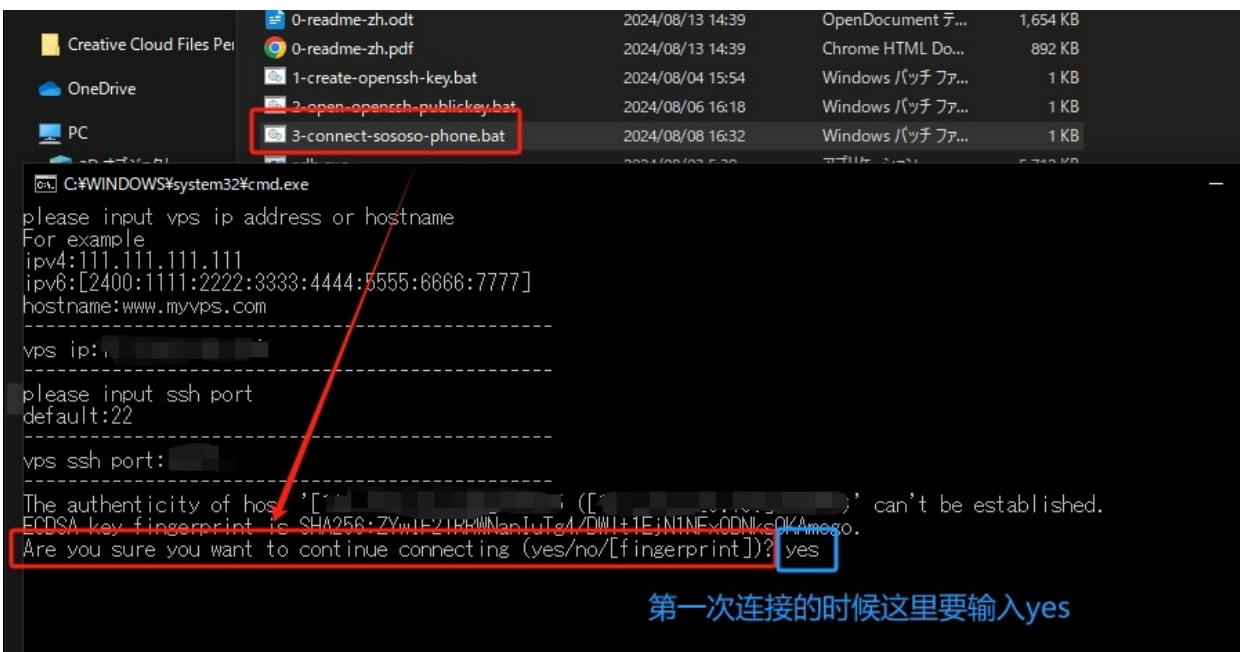 0-readme-zh.odt 2024/08/13 14:39 OpenDocument テ... 1,654 KB
Creative Cloud Files Per
0-readme-zh.pdf 2024/08/13 14:39 Chrome HTML Do... 892 KB
1-create-openssh-key.bat 2024/08/04 15:54 Windows バッチ ファ... 1 KB
OneDrive
2-open-openssh-publickey.bat 2024/08/06 16:18 Windows バッチ ファ... 1 KB
PC
3-connect-sososo-phone.bat 2024/08/08 16:32 Windows バッチ ファ... 1 KB
C:¥WINDOWS¥system32¥cmd.exe
please input vps ip address or hostname
For example
ipv4:111.111.111.111
ipv6:[2400:1111:2222:3333:4444:5555:6666:7777]
hostname:www.myvps.com
------------------------------------------------
vps ip:
------------------------------------------------
please input ssh port
default:22
------------------------------------------------
vps ssh port:
------------------------------------------------
The authenticity of host '[ ([ ' can't be established.
ECDSA key fingerprint is
Are you sure you want to continue connecting (yes/no/[fingerprint])? yes
第一次连接的时候这里要输入yes